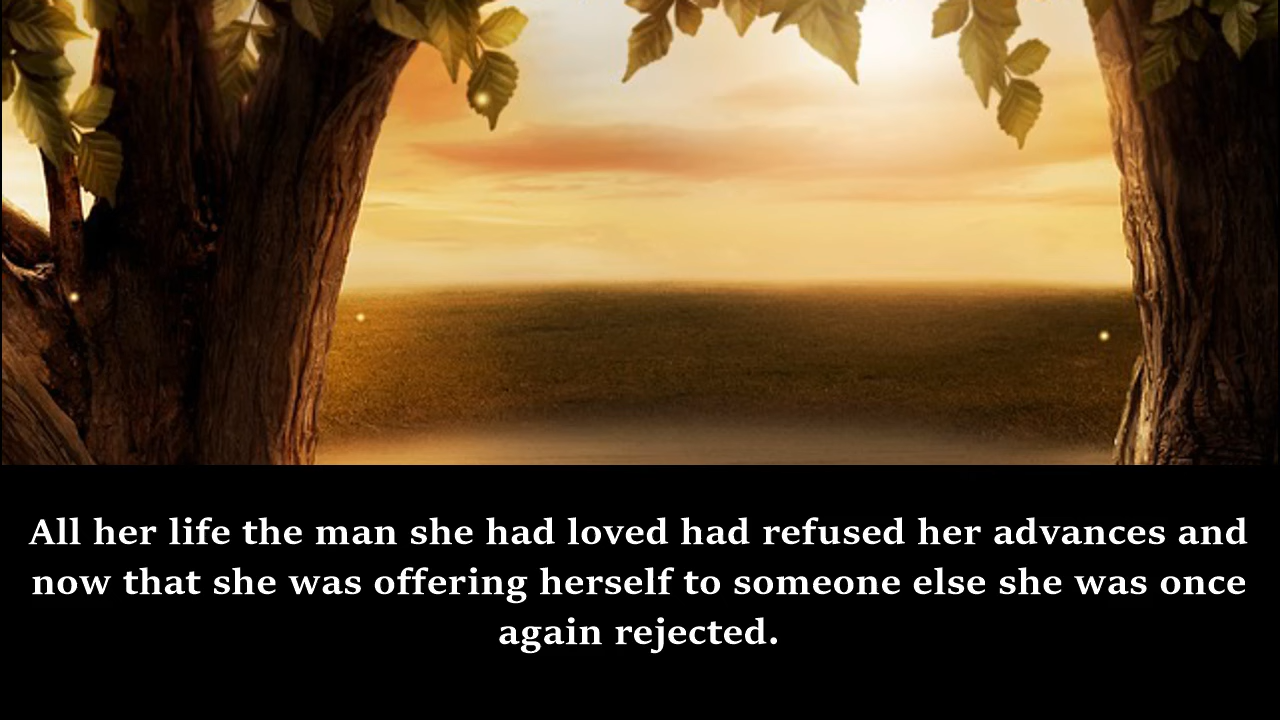 All her life the man she had loved had refused her advances and
now that she was offering herself to someone else she was once
again rejected.